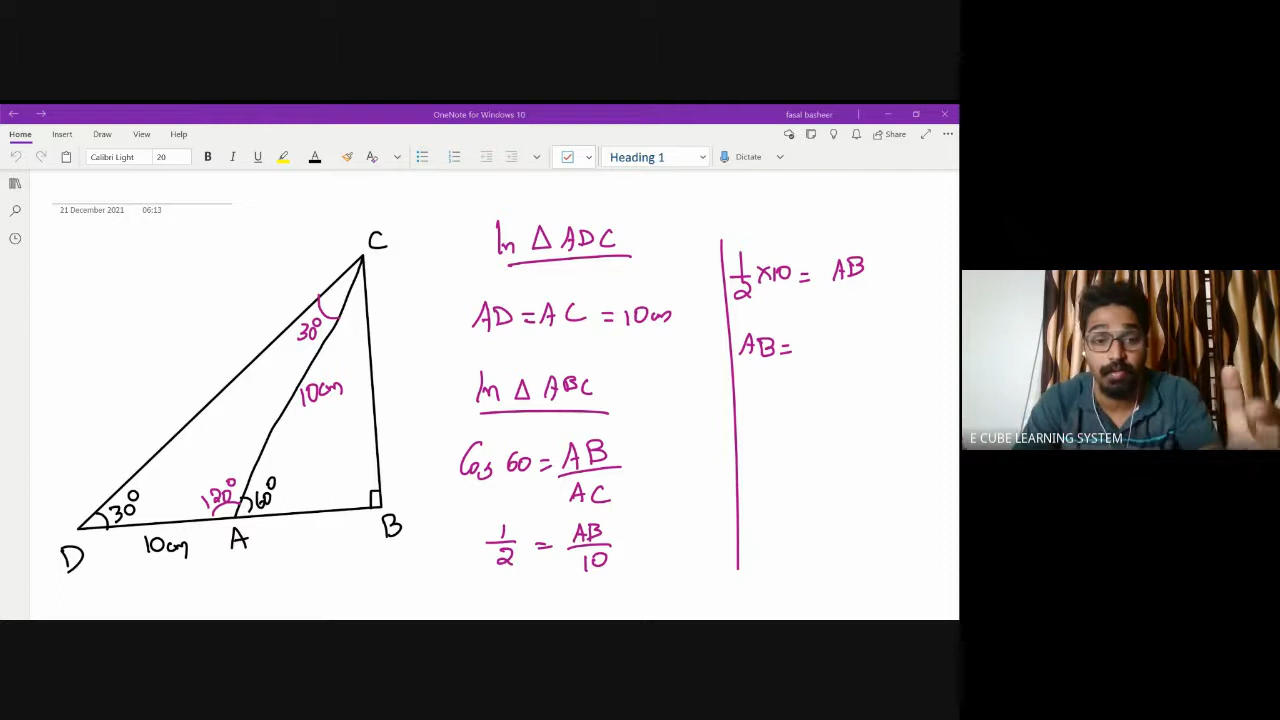 OneNote for Windows 10
fasal basheer
Home Insert Draw View Help
Share
Calibri Light 20 B I U A A Heading 1 Dictate
21 December 2021 06:13
C
30°
10cm
30°
120° 60°
D 10cm A B
In △ ADC
AD = AC = 10cm
In △ ABC
Cos 60 = AB/AC
1/2 = AB/10
1/2 × 10 = AB
AB =
E CUBE LEARNING SYSTEM